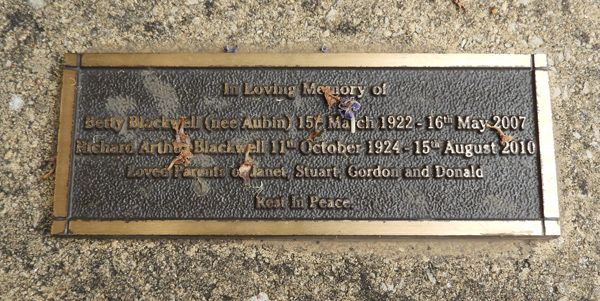 In Loving Memory of
Betty Blackwell (nee Aubin) 15th March 1922 - 16th May 2007
Richard Arthur Blackwell 11th October 1924 - 15th August 2010
Loved Parents of Janet, Stuart, Gordon and Donald
Rest In Peace.